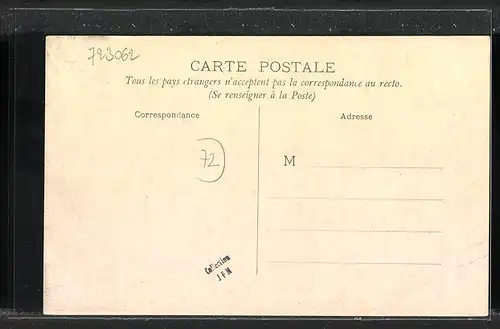 723062
CARTE POSTALE
Tous les pays etrangers n'acceptent pas la correspondance au recto.
(Se renseigner à la Poste)
Correspondance
Adresse
72
M
Collection
J P M